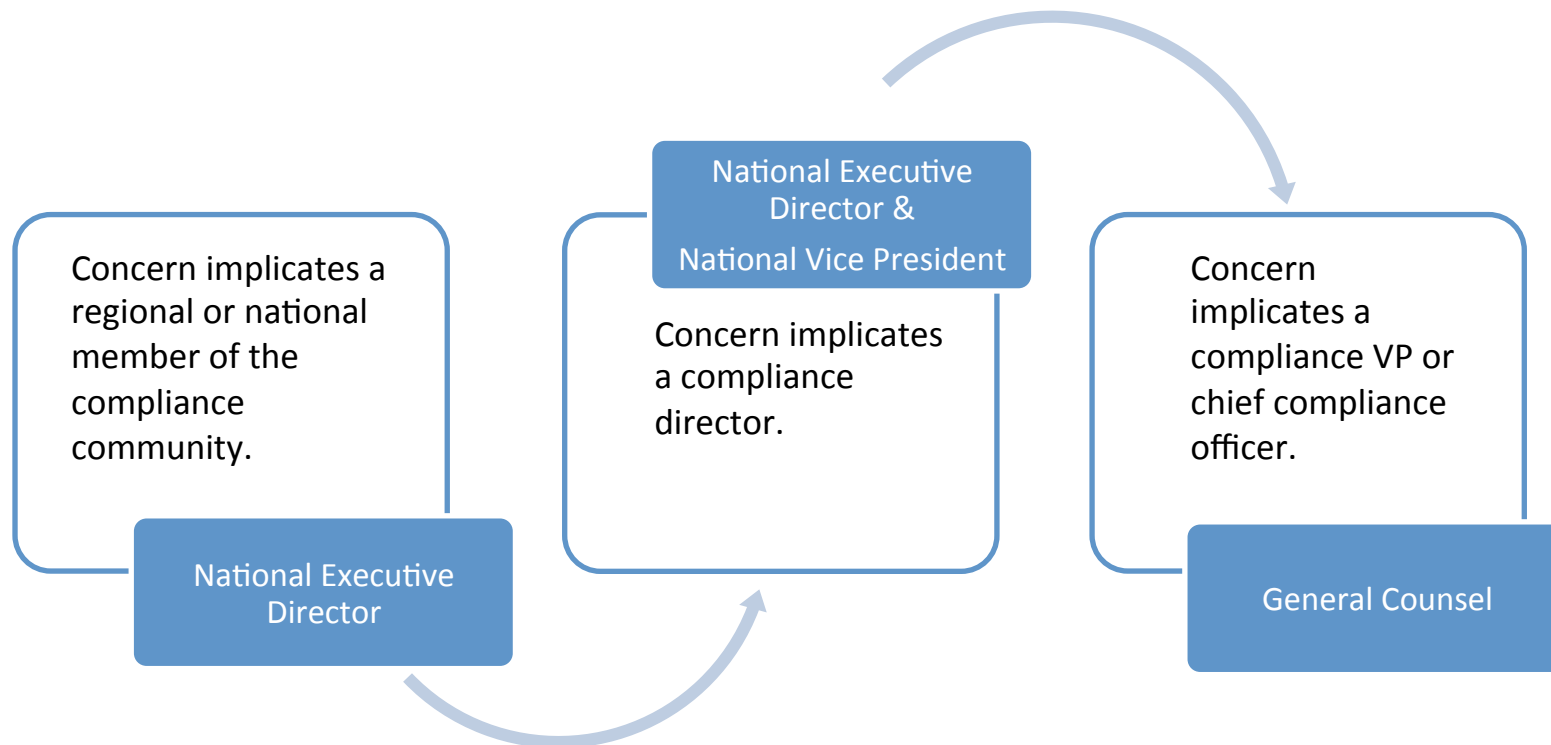 Concern implicates a
regional or national
member of the
compliance
community.
National Executive
Director
National Executive
Director &
National Vice President
Concern implicates
a compliance
director.
Concern
implicates a
compliance VP or
chief compliance
officer.
General Counsel